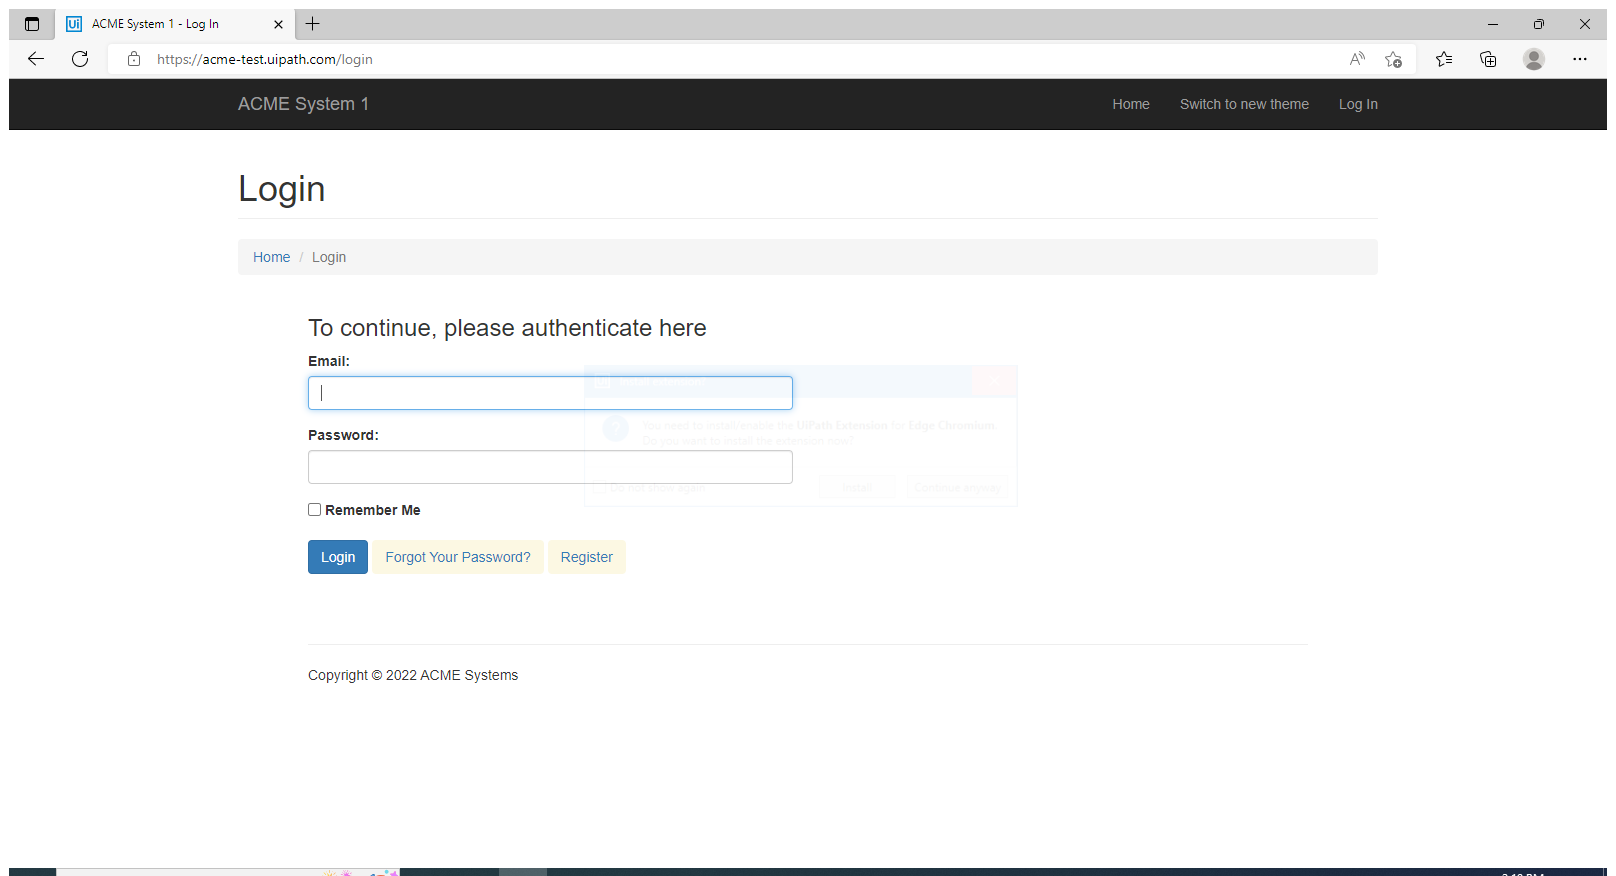 ACME System 1 - Log In
https://acme-test.uipath.com/login
ACME System 1
Home Switch to new theme Log In
Login
Home / Login
To continue, please authenticate here
Email:
You need to install/enable the UiPath Extension for Edge Chromium.
Do you want to install the extension now?
Password:
Do not show again Install Continue anyway
Remember Me
Login Forgot Your Password? Register
Copyright © 2022 ACME Systems